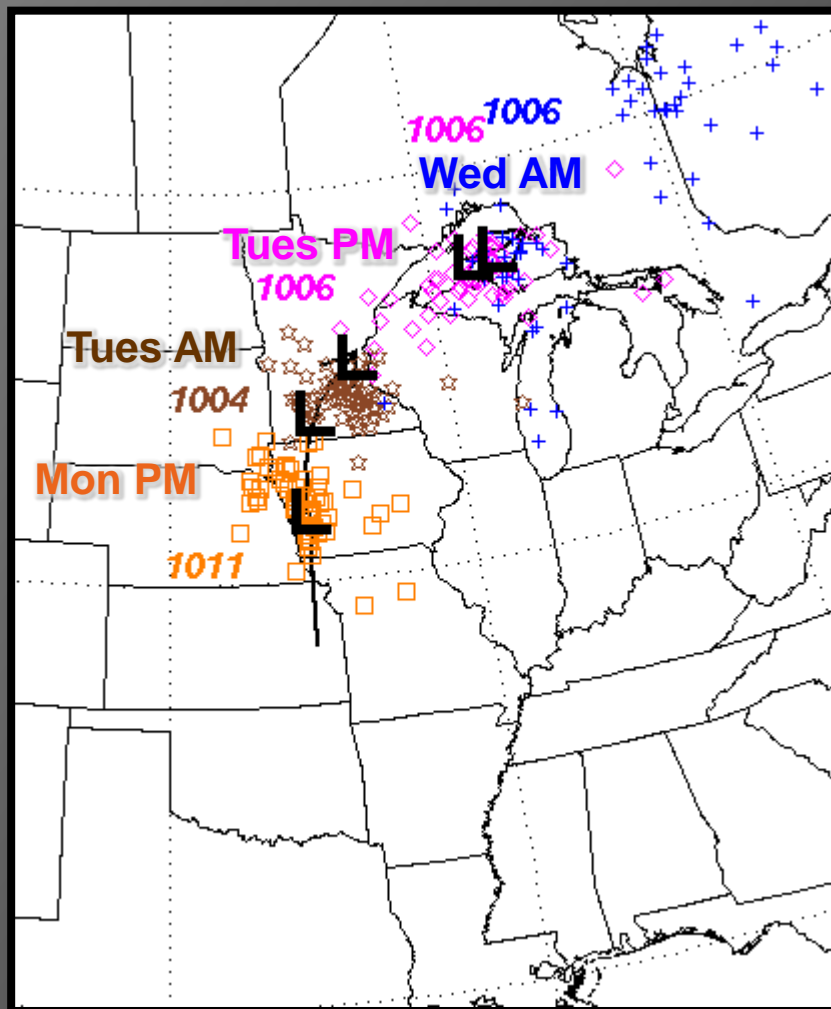 1006 1006
Wed AM
Tues PM
1006
Tues AM
1004
Mon PM
1011
L
L
L
L
L